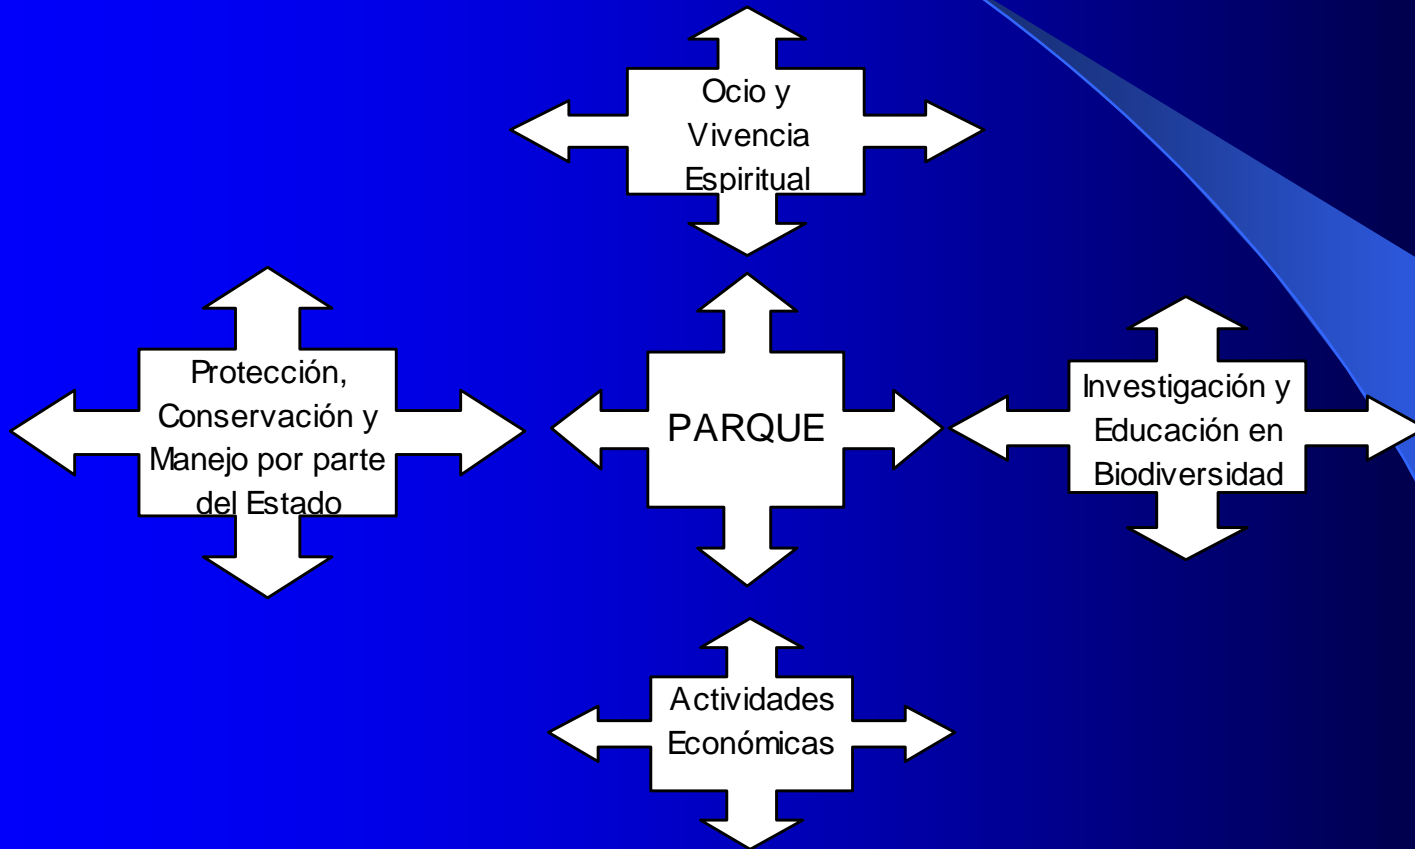 Ocio y
Vivencia
Espiritual
Protección,
Conservación y
Manejo por parte
del Estado
PARQUE
Investigación y
Educación en
Biodiversidad
Actividades
Económicas